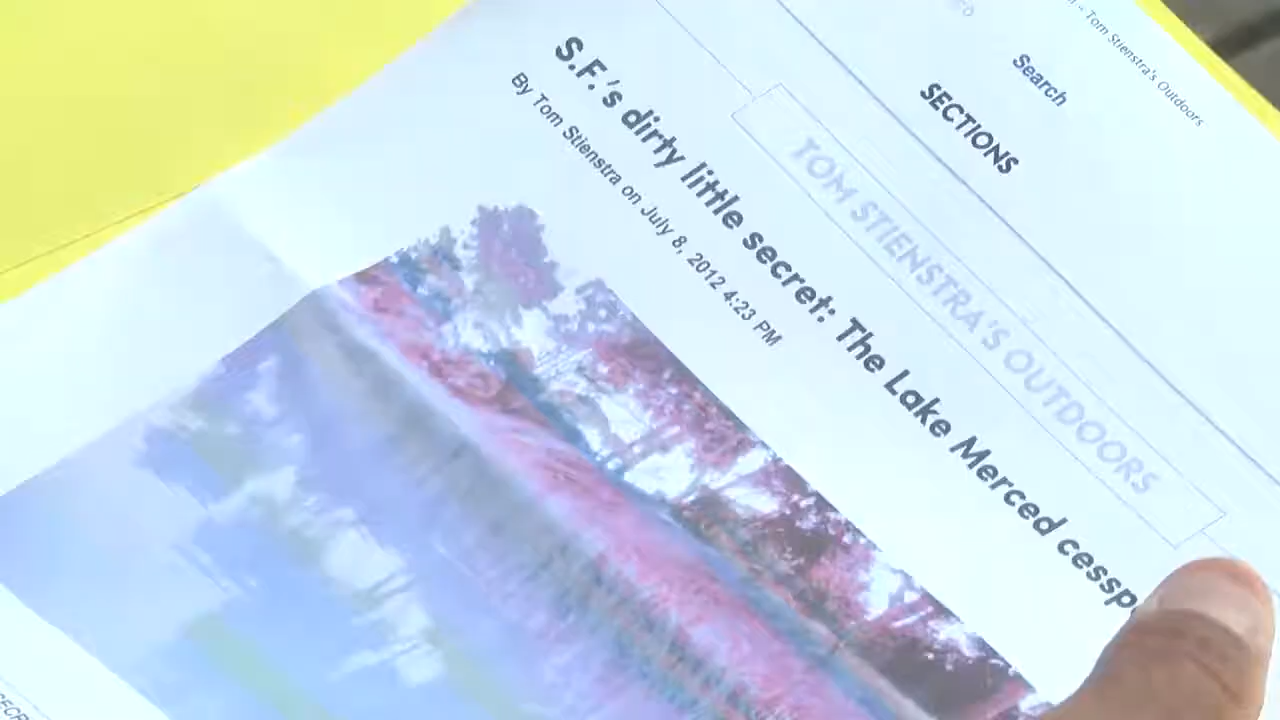 – Tom Stienstra's Outdoors
Search
SECTIONS
TOM STIENSTRA'S OUTDOORS
S.F.'s dirty little secret: The Lake Merced cessp
By Tom Stienstra on July 8, 2012 4:23 PM